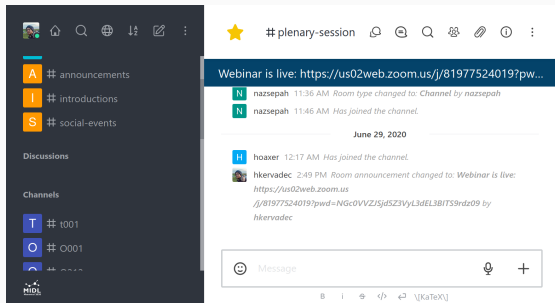 A # announcements
I # introductions
S # social-events
Discussions
Channels
T # t001
O # O001
MIDL
# plenary-session
Webinar is live: https://us02web.zoom.us/j/81977524019?pw...
N nazsepah 11:36 AM Room type changed to: Channel by nazsepah
N nazsepah 11:46 AM Has joined the channel.
June 29, 2020
H hoaxer 12:17 AM Has joined the channel.
hkervadec 2:49 PM Room announcement changed to: Webinar is live:
https://us02web.zoom.us
/j/81977524019?pwd=NGc0VVZJSjd5Z3VyL3dEL3BITS9rdz09 by
hkervadec
Message
B i S </> \[KaTeX\]